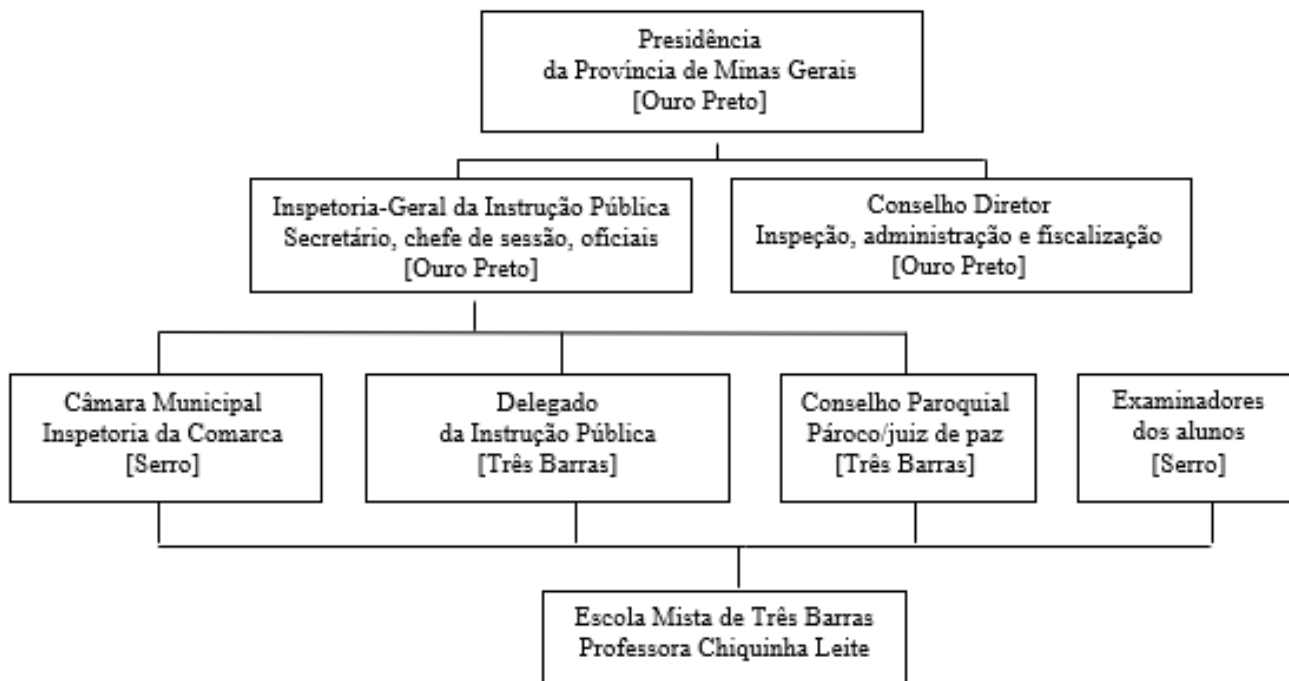 Presidência
da Província de Minas Gerais
[Ouro Preto]
Inspetoria-Geral da Instrução Pública
Secretário, chefe de sessão, oficiais
[Ouro Preto]
Conselho Diretor
Inspeção, administração e fiscalização
[Ouro Preto]
Câmara Municipal
Inspetoria da Comarca
[Serro]
Delegado
da Instrução Pública
[Três Barras]
Conselho Paroquial
Pároco/juiz de paz
[Três Barras]
Examinadores
dos alunos
[Serro]
Escola Mista de Três Barras
Professora Chiquinha Leite